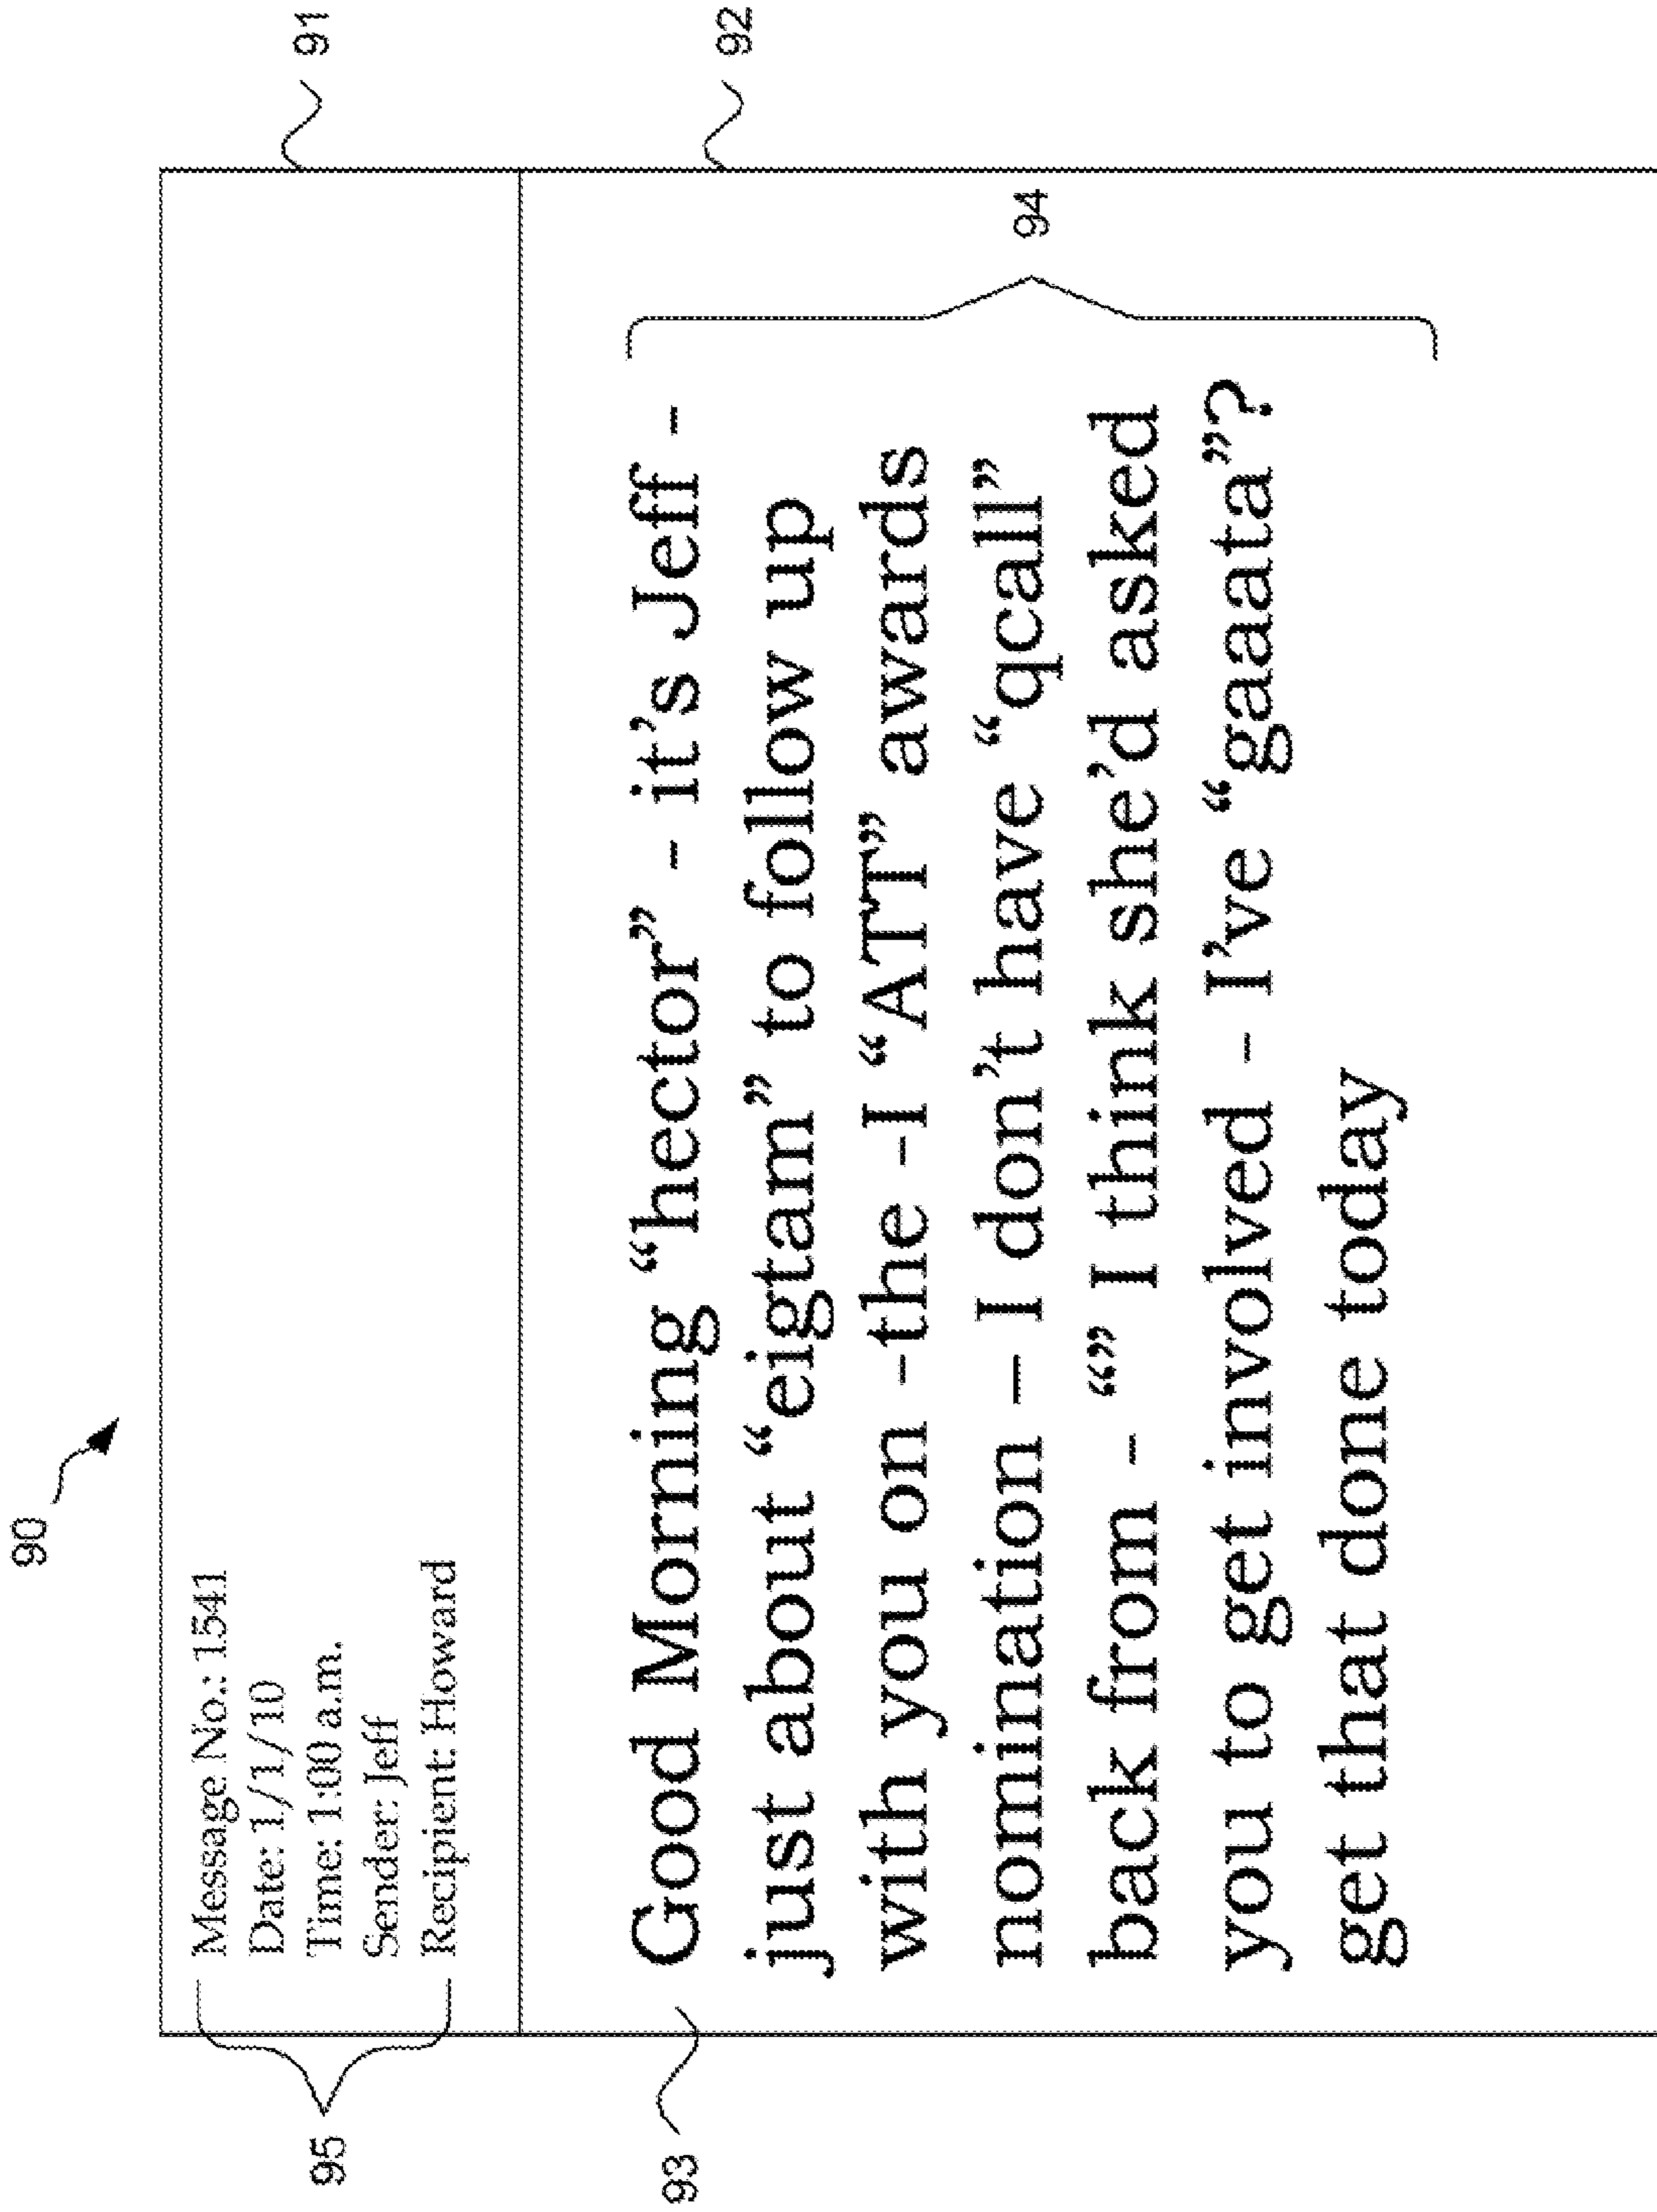 90
91
95
Message No.: 1541
Date: 1/1/10
Time: 1:00 a.m.
Sender: Jeff
Recipient: Howard
92
93
Good Morning “hector” - it’s Jeff -
just about “eigtam” to follow up
with you on -the -I “ATT” awards
nomination – I don’t have “qcall”
back from - “” I think she’d asked
you to get involved - I’ve “gaaata”?
get that done today
94